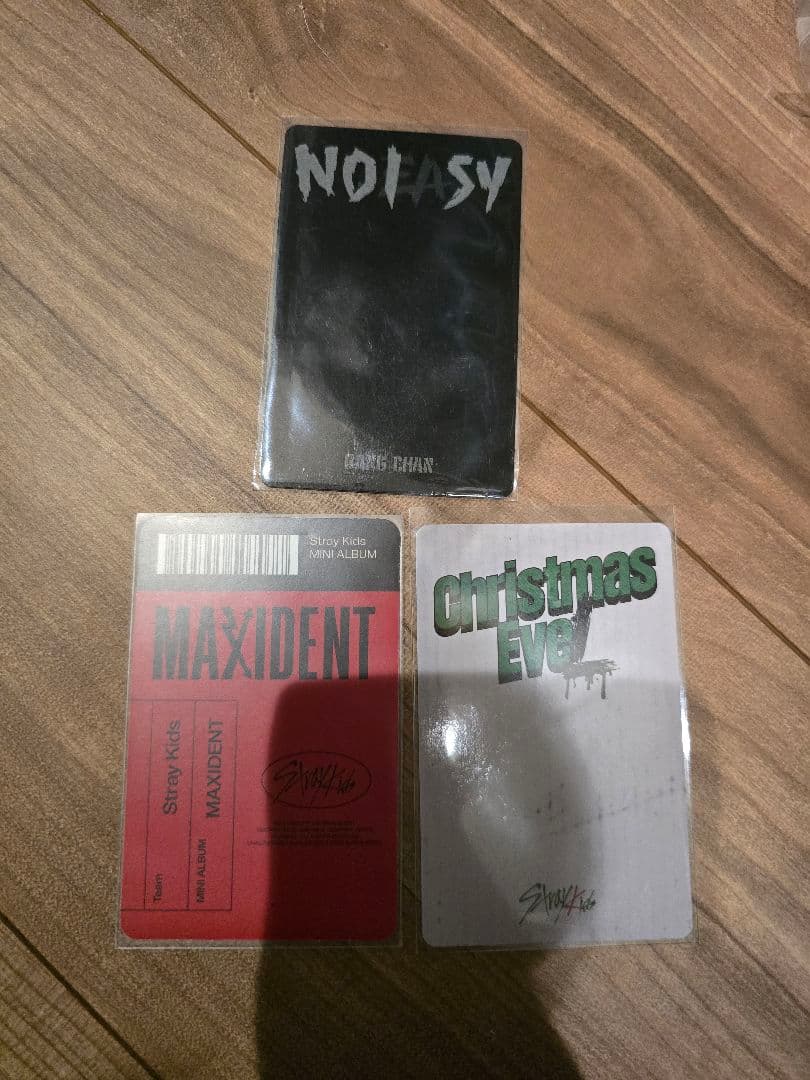 NOIEASY
BANG CHAN
Stray Kids
MINI ALBUM
MAXIDENT
Team
Stray Kids
MINI ALBUM
MAXIDENT
Stray Kids
Christmas
EveL
Stray Kids